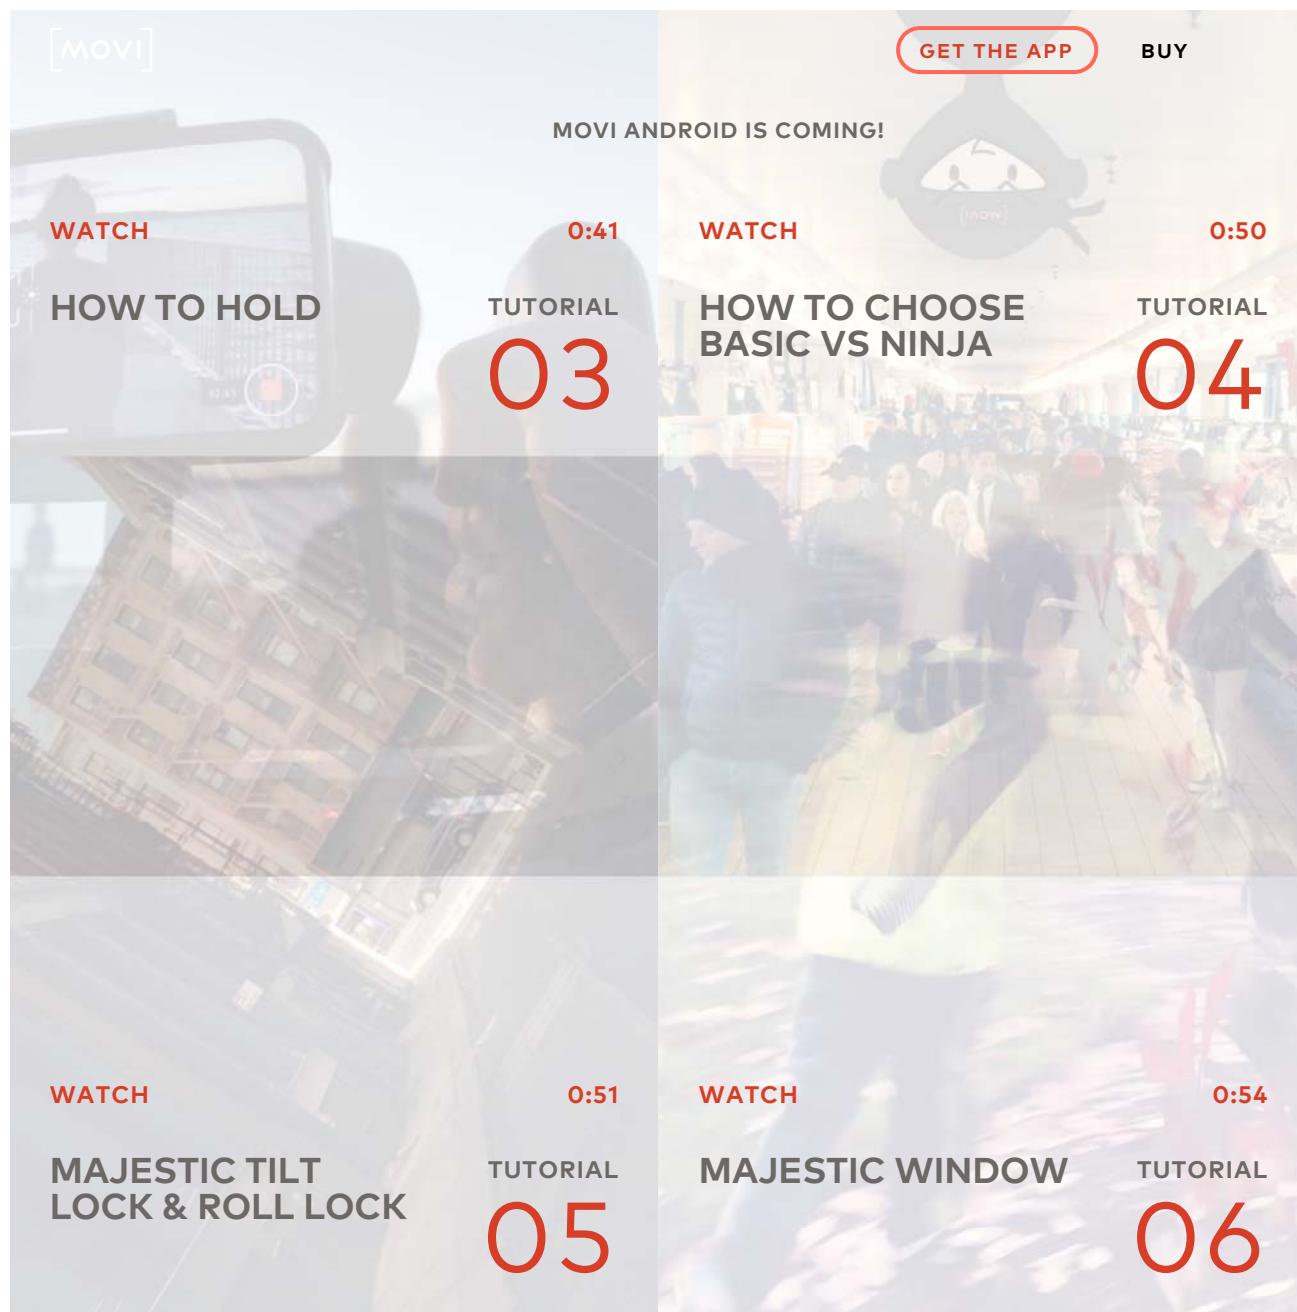 [MOVI]
GET THE APP
BUY
MOVI ANDROID IS COMING!
[MOVI]
WATCH
0:41
HOW TO HOLD
TUTORIAL
03
WATCH
0:50
HOW TO CHOOSE
BASIC VS NINJA
TUTORIAL
04
WATCH
0:51
MAJESTIC TILT
LOCK & ROLL LOCK
TUTORIAL
05
WATCH
0:54
MAJESTIC WINDOW
TUTORIAL
06